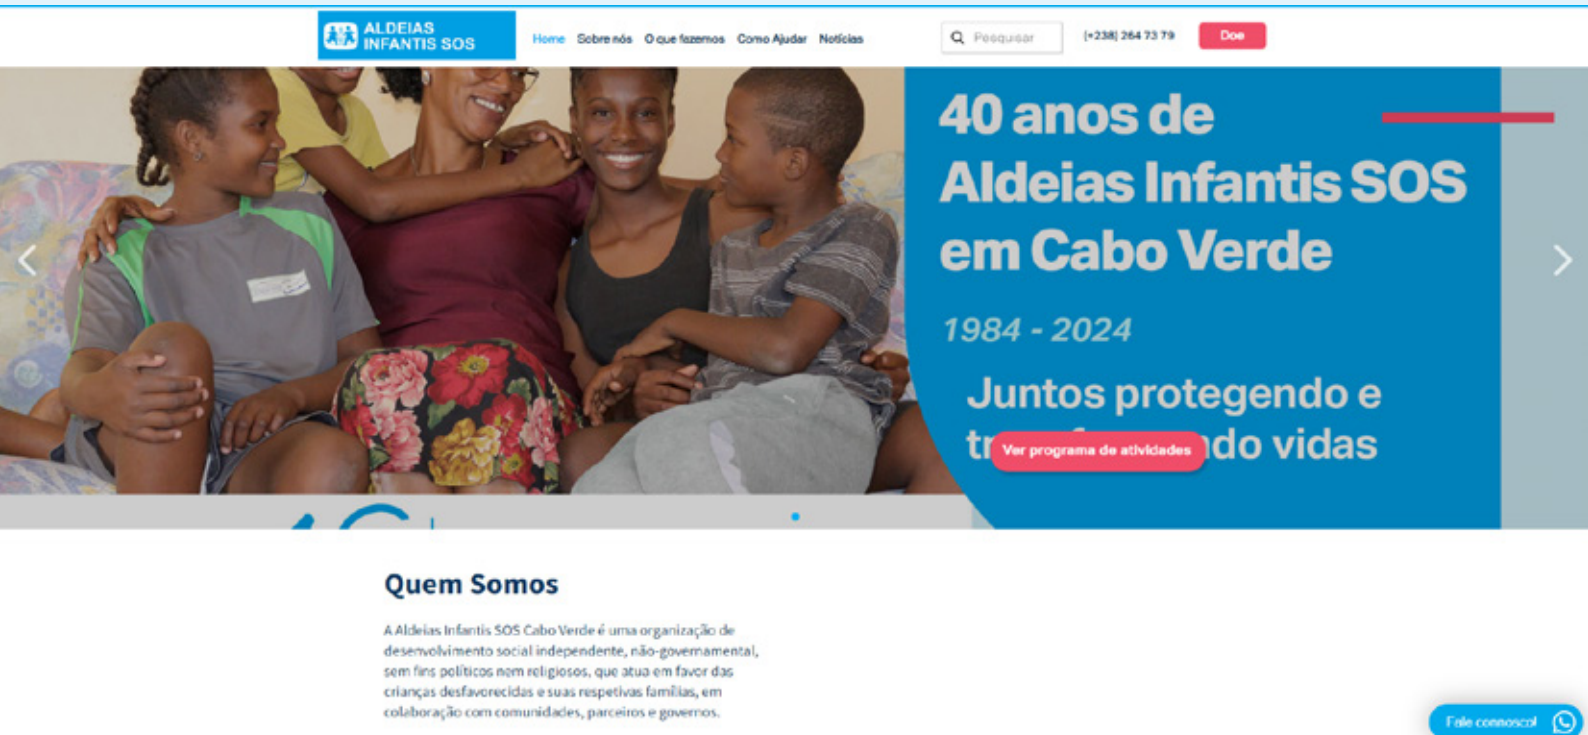 ALDEIAS
INFANTIS SOS
Home Sobre nós O que fazemos Como Ajudar Notícias
Pesquisar
(+238) 264 73 79
Doe
40 anos de
Aldeias Infantis SOS
em Cabo Verde
1984 - 2024
Juntos protegendo e
Ver programa de atividades
vidas
Quem Somos
A Aldeias Infantis SOS Cabo Verde é uma organização de
desenvolvimento social independente, não-governamental,
sem fins políticos nem religiosos, que atua em favor das
crianças desfavorecidas e suas respetivas famílias, em
colaboração com comunidades, parceiros e governos.
Fale connosco!